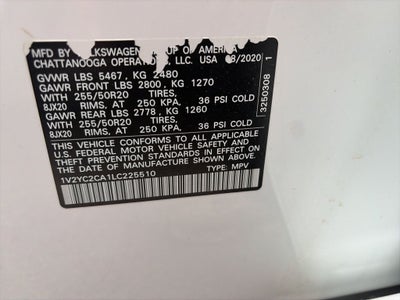 MFD. BY VOLKSWAGEN GROUP OF AMERICA
CHATTANOOGA OPERATIONS, LLC. USA 08/2020
GVWR LBS 5467, KG 2480
GAWR FRONT LBS 2800, KG 1270
WITH 255/50R20 TIRES,
8JX20 RIMS, AT 250 KPA, 36 PSI COLD
GAWR REAR LBS 2778, KG 1260
WITH 255/50R20 TIRES,
8JX20 RIMS, AT 250 KPA, 36 PSI COLD
THIS VEHICLE CONFORMS TO ALL APPLICABLE
U.S. FEDERAL MOTOR VEHICLE SAFETY, AND
THEFT PREVENTION STANDARDS IN EFFECT ON
THE DATE OF MANUFACTURE SHOWN ABOVE.
1V2YC2CA1LC225510 TYPE: MPV
3250308 1